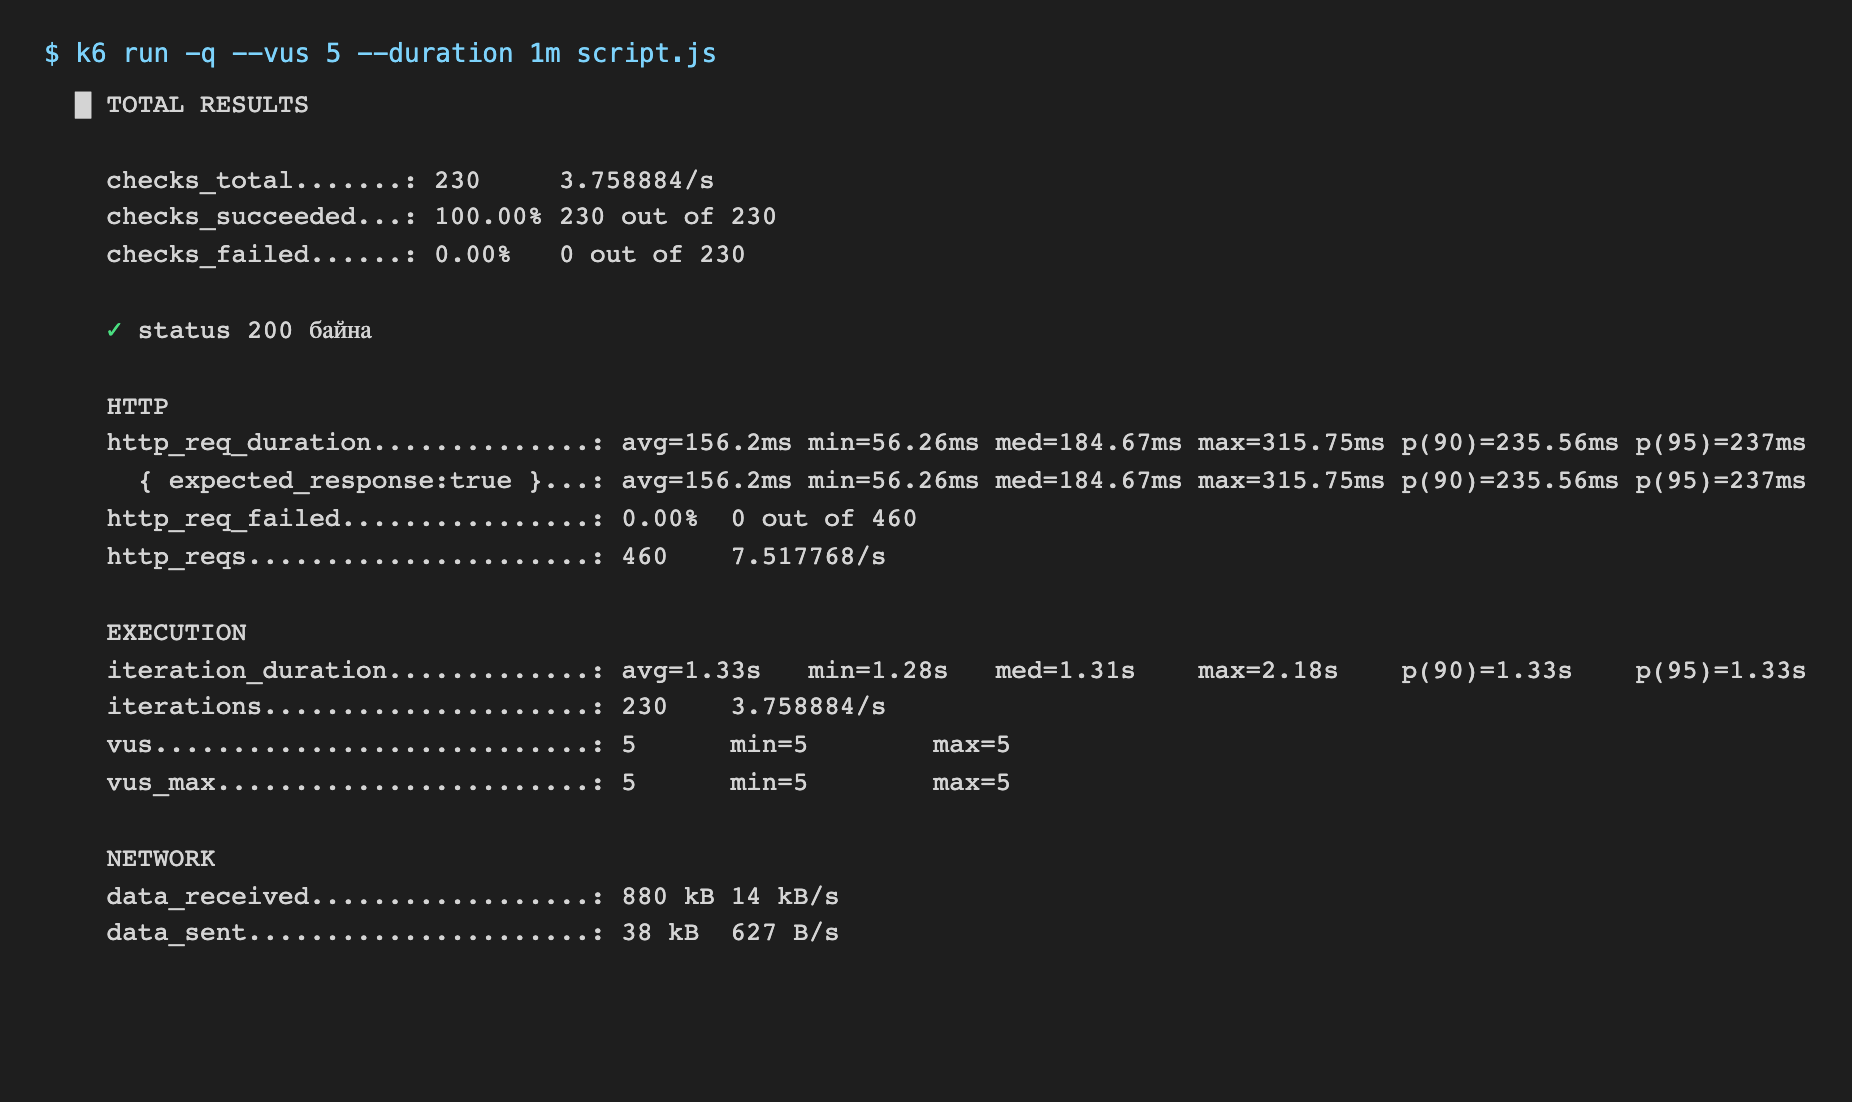 $ k6 run -q --vus 5 --duration 1m script.js
█ TOTAL RESULTS
checks_total.......: 230     3.758884/s
checks_succeeded...: 100.00% 230 out of 230
checks_failed......: 0.00%   0 out of 230
✓ status 200 байна
HTTP
http_req_duration..............: avg=156.2ms min=56.26ms med=184.67ms max=315.75ms p(90)=235.56ms p(95)=237ms
{ expected_response:true }...: avg=156.2ms min=56.26ms med=184.67ms max=315.75ms p(90)=235.56ms p(95)=237ms
http_req_failed................: 0.00%  0 out of 460
http_reqs......................: 460    7.517768/s
EXECUTION
iteration_duration.............: avg=1.33s   min=1.28s   med=1.31s    max=2.18s    p(90)=1.33s    p(95)=1.33s
iterations.....................: 230    3.758884/s
vus............................: 5      min=5        max=5
vus_max........................: 5      min=5        max=5
NETWORK
data_received..................: 880 kB 14 kB/s
data_sent......................: 38 kB  627 B/s